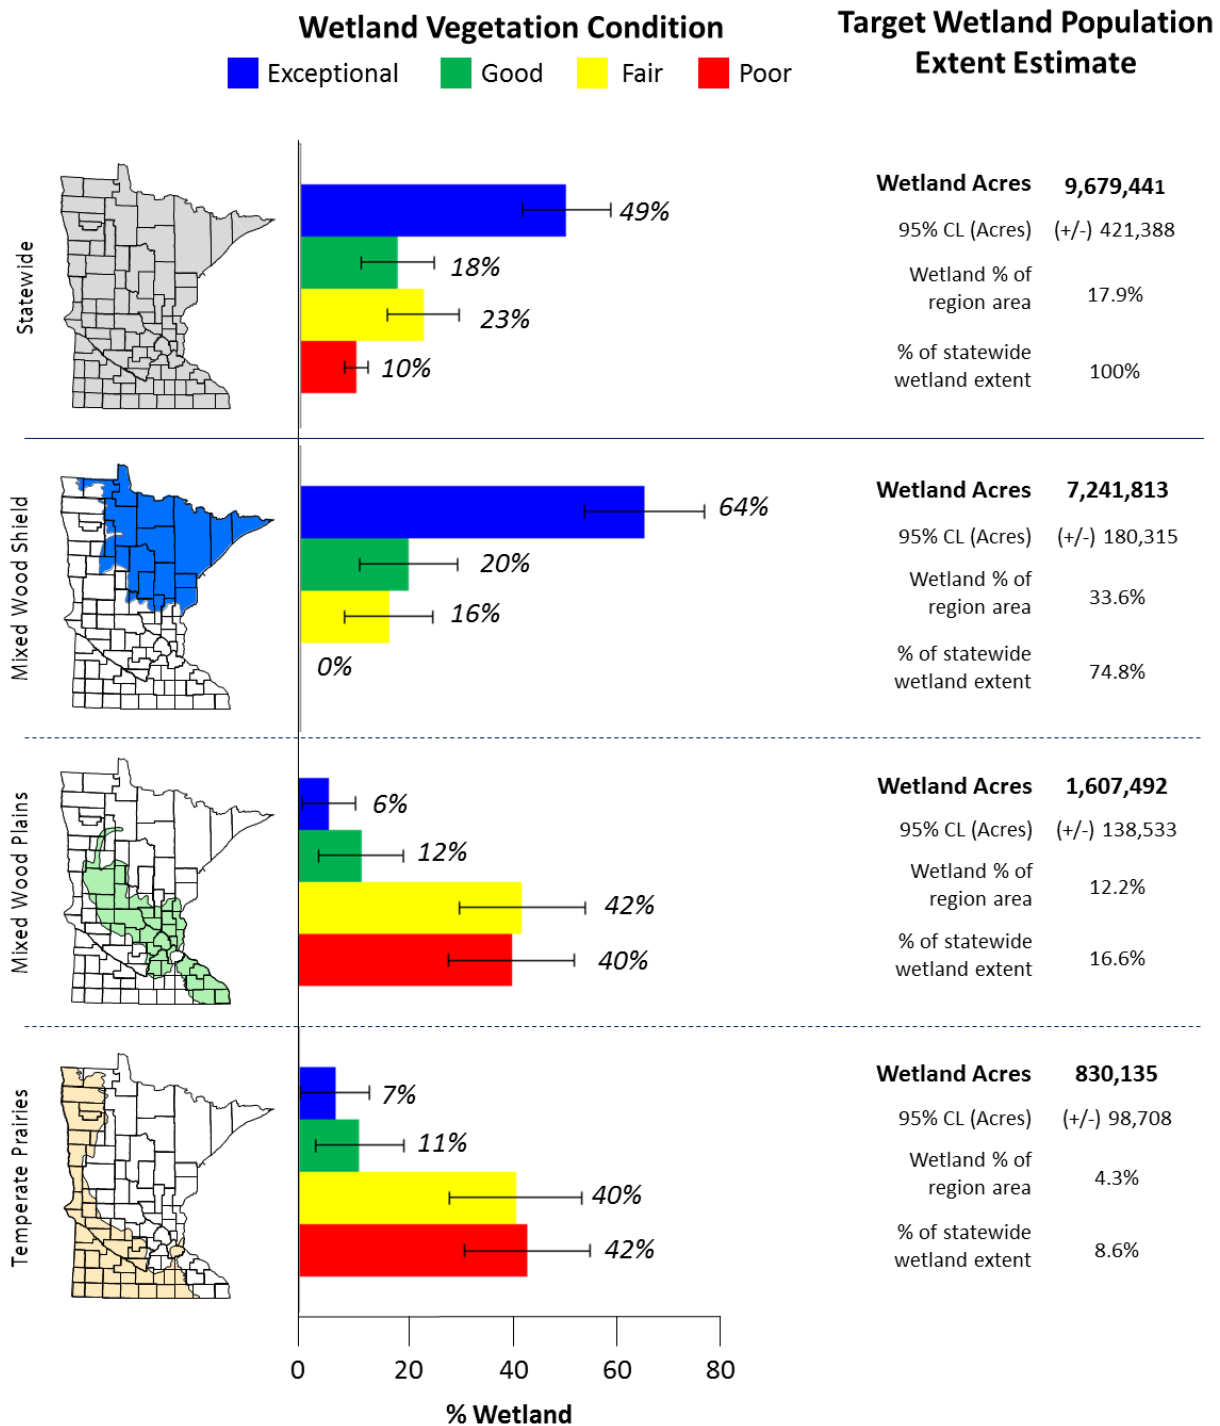 Wetland Vegetation Condition
Target Wetland Population
Extent Estimate
Exceptional Good Fair Poor
Statewide
49%
18%
23%
10%
Wetland Acres 9,679,441
95% CL (Acres) (+/-) 421,388
Wetland % of
region area 17.9%
% of statewide
wetland extent 100%
Mixed Wood Shield
64%
20%
16%
0%
Wetland Acres 7,241,813
95% CL (Acres) (+/-) 180,315
Wetland % of
region area 33.6%
% of statewide
wetland extent 74.8%
Mixed Wood Plains
6%
12%
42%
40%
Wetland Acres 1,607,492
95% CL (Acres) (+/-) 138,533
Wetland % of
region area 12.2%
% of statewide
wetland extent 16.6%
Temperate Prairies
7%
11%
40%
42%
Wetland Acres 830,135
95% CL (Acres) (+/-) 98,708
Wetland % of
region area 4.3%
% of statewide
wetland extent 8.6%
0 20 40 60 80
% Wetland